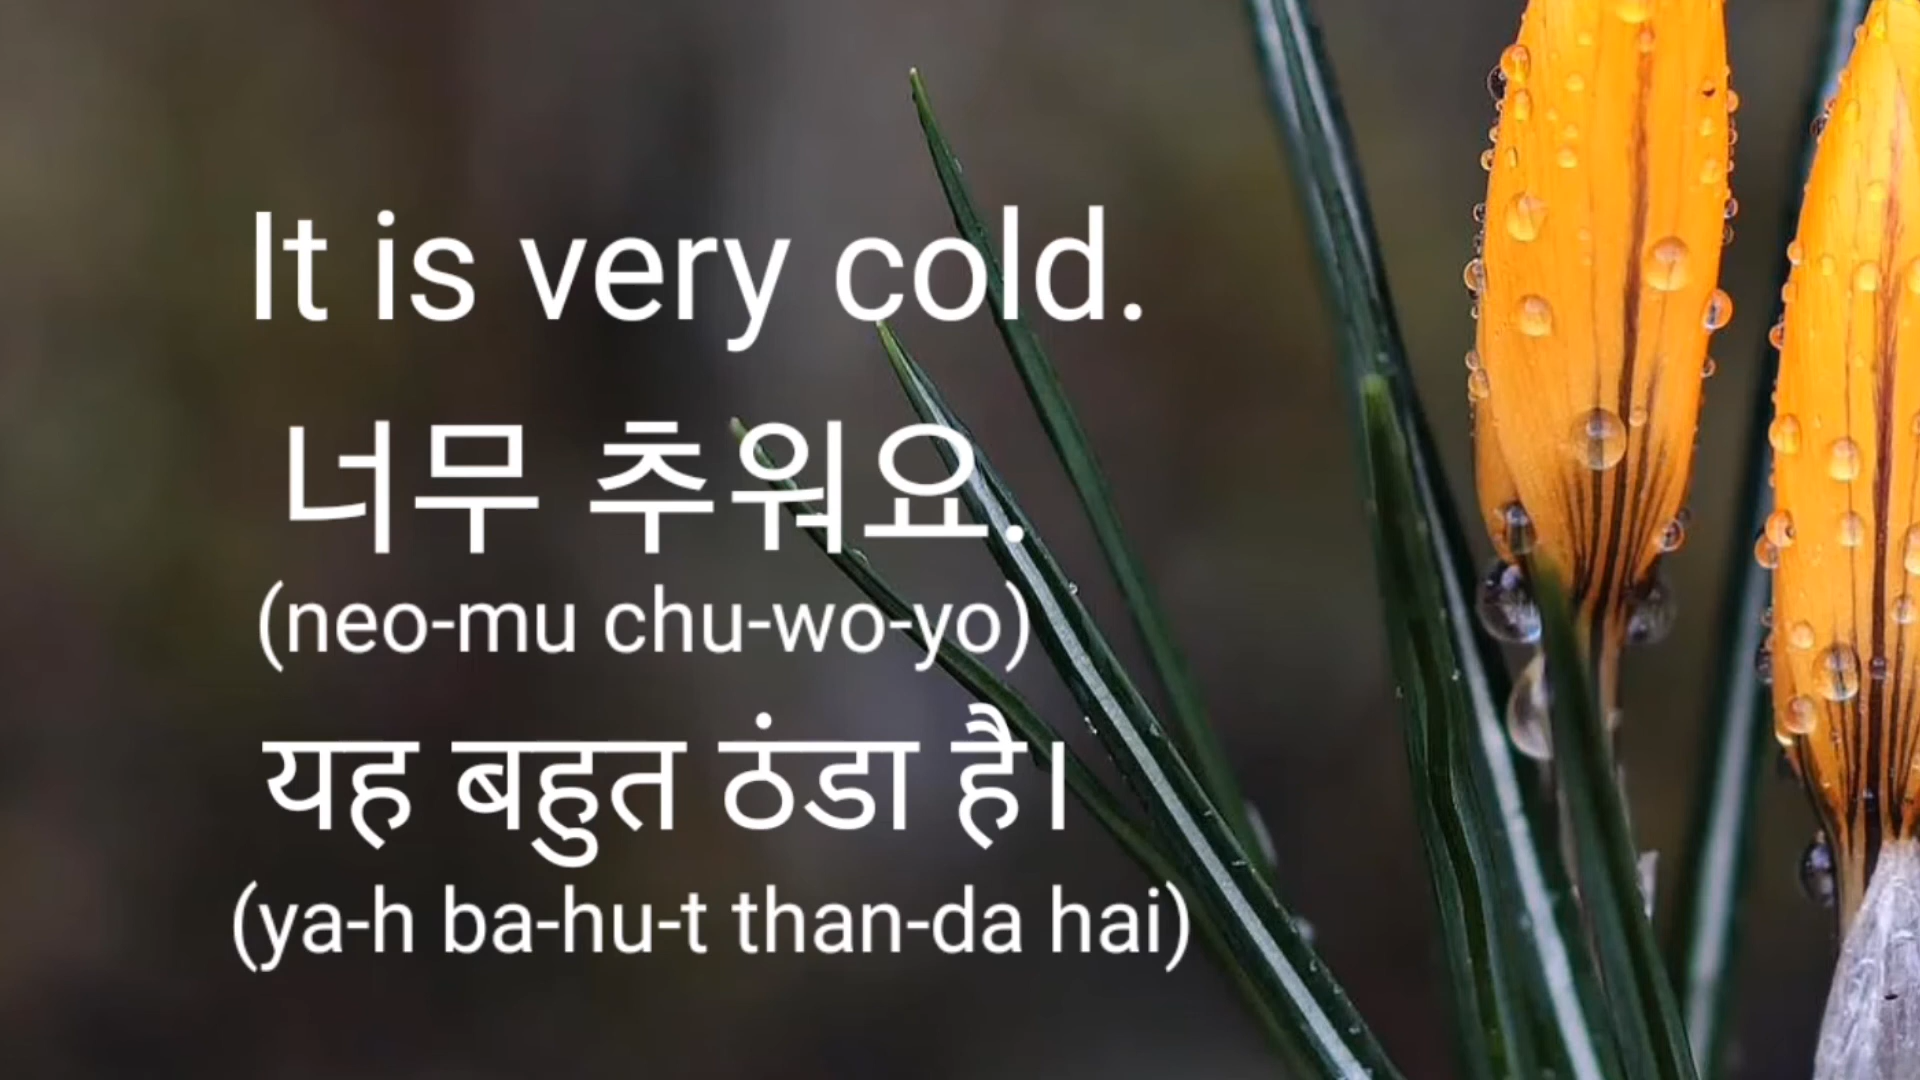 It is very cold.
너무 추워요.
(neo-mu chu-wo-yo)
यह बहुत ठंडा है।
(ya-h ba-hu-t than-da hai)